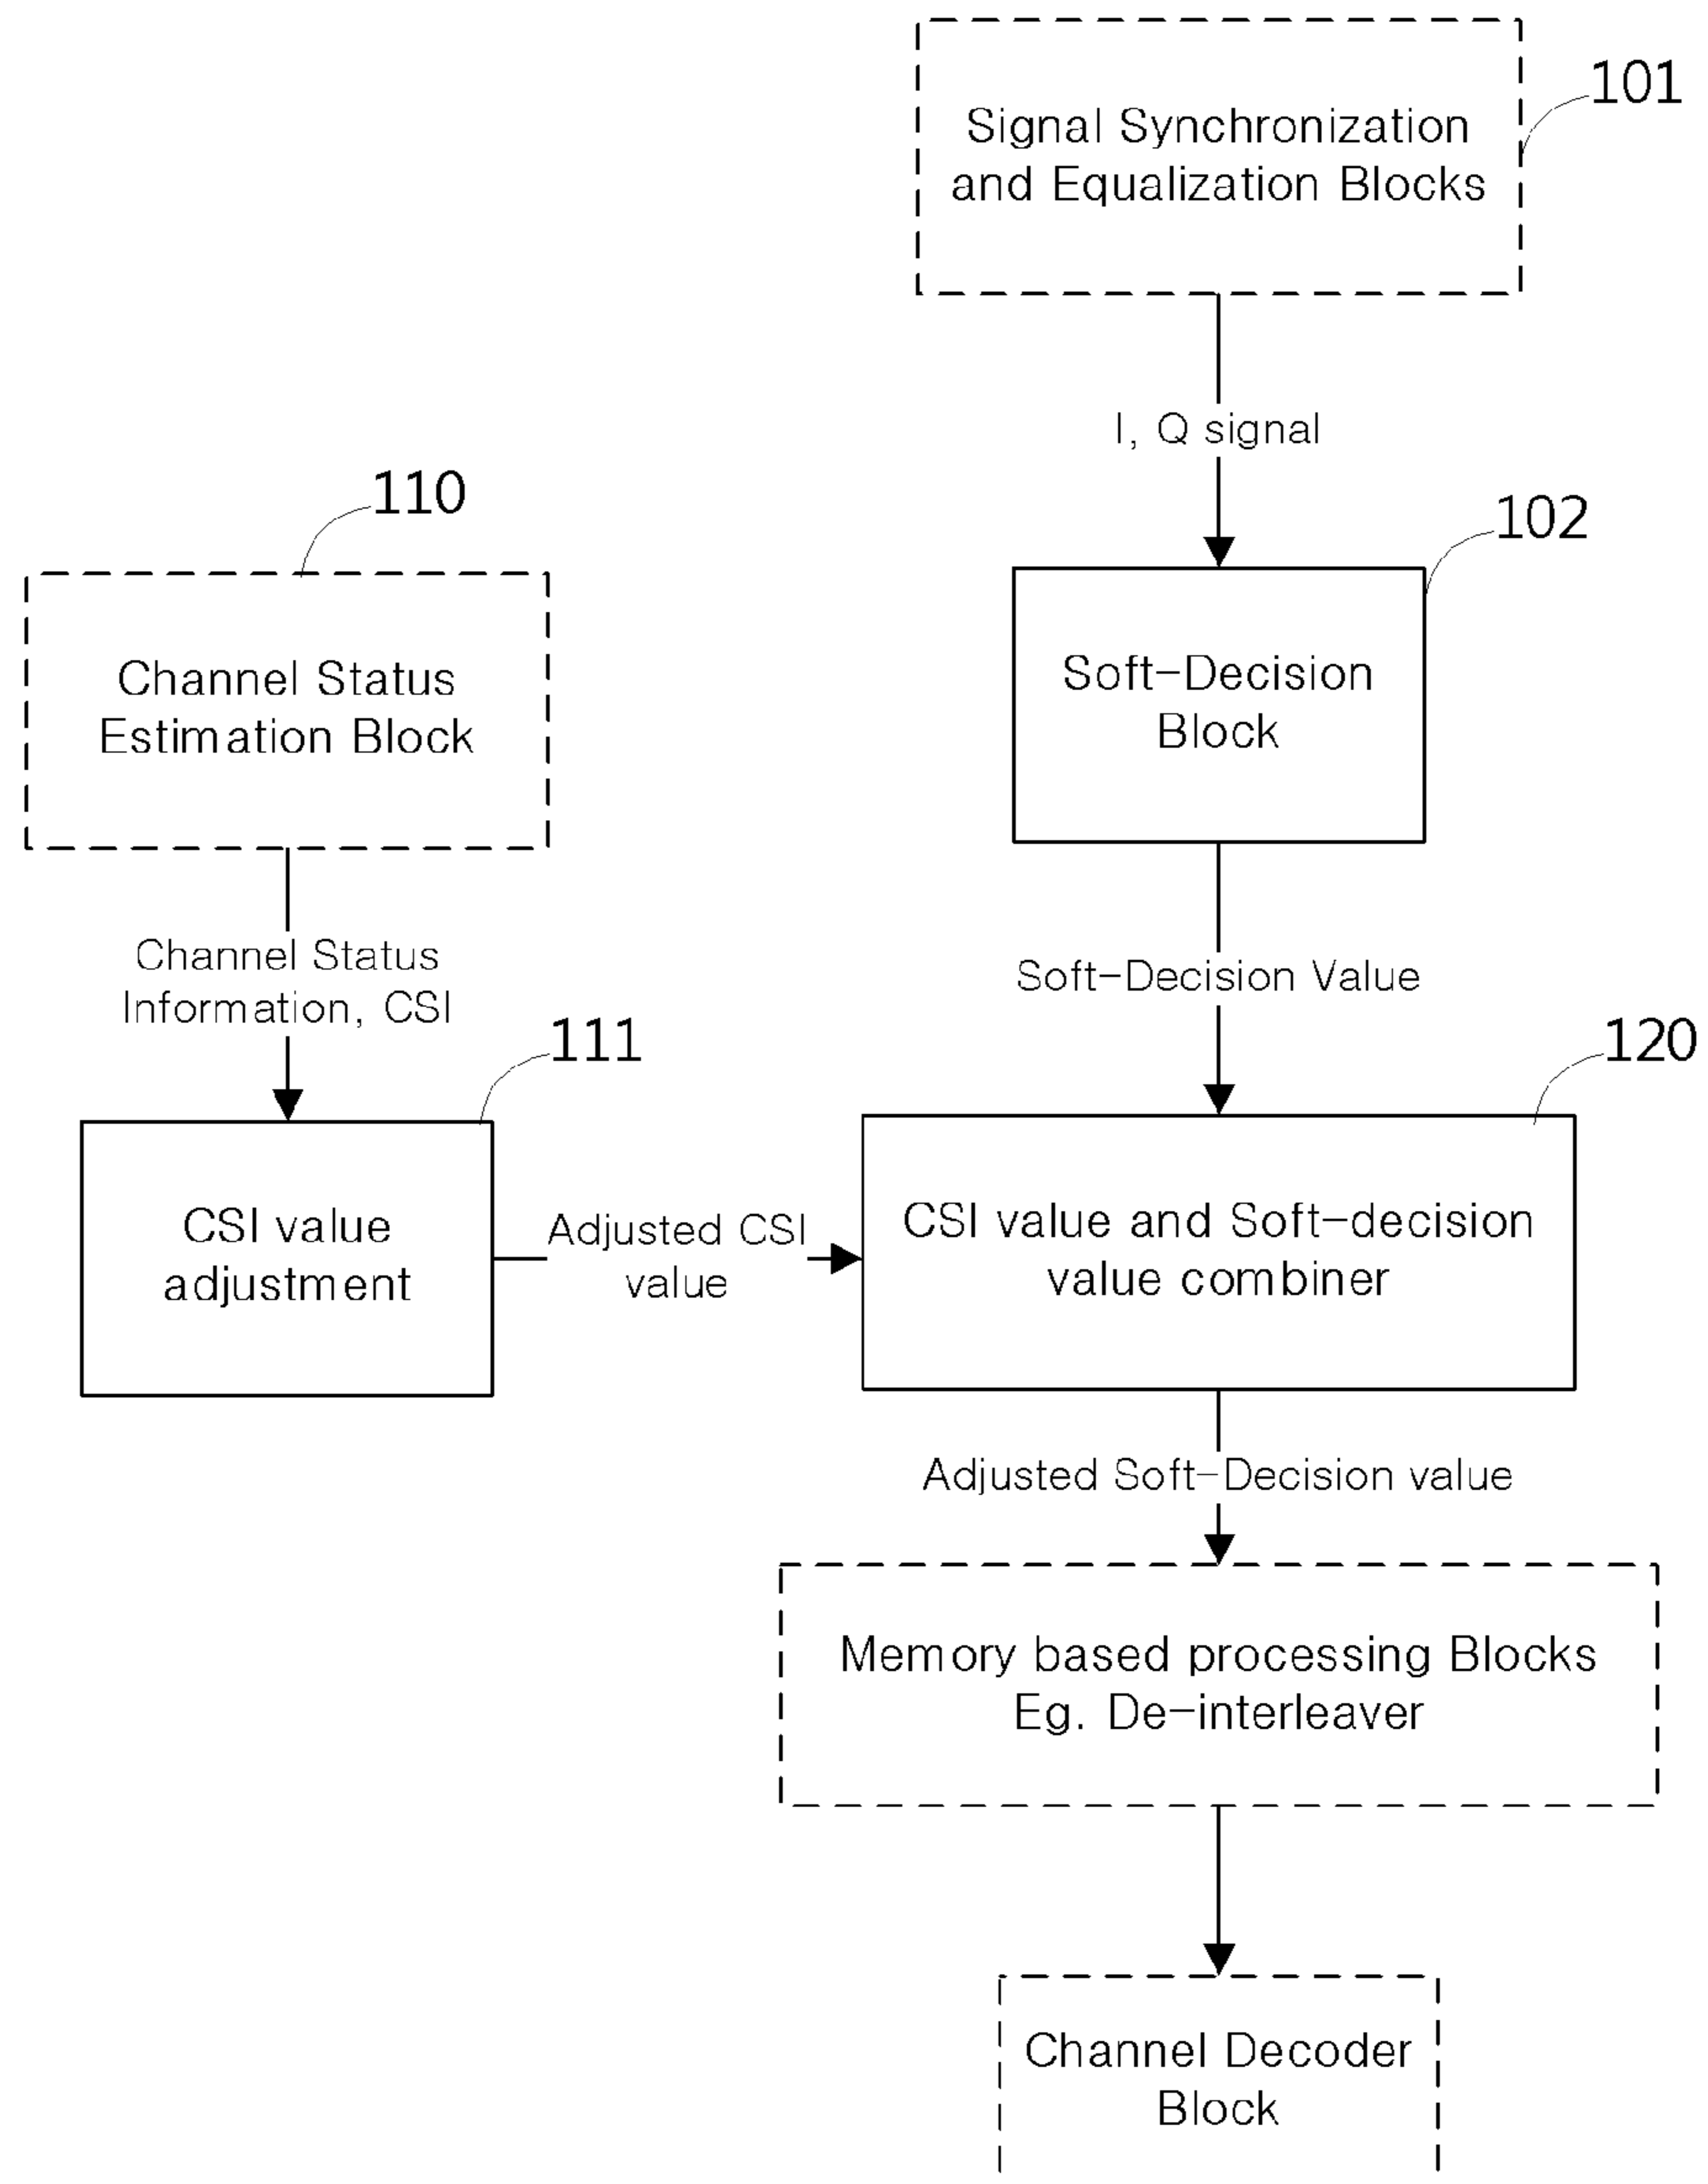 Signal Synchronization
and Equalization Blocks
101
I, Q signal
110
102
Channel Status
Estimation Block
Soft-Decision
Block
Channel Status
Information, CSI
Soft-Decision Value
111
120
CSI value
adjustment
Adjusted CSI
value
CSI value and Soft-decision
value combiner
Adjusted Soft-Decision value
Memory based processing Blocks
Eg. De-interleaver
Channel Decoder
Block